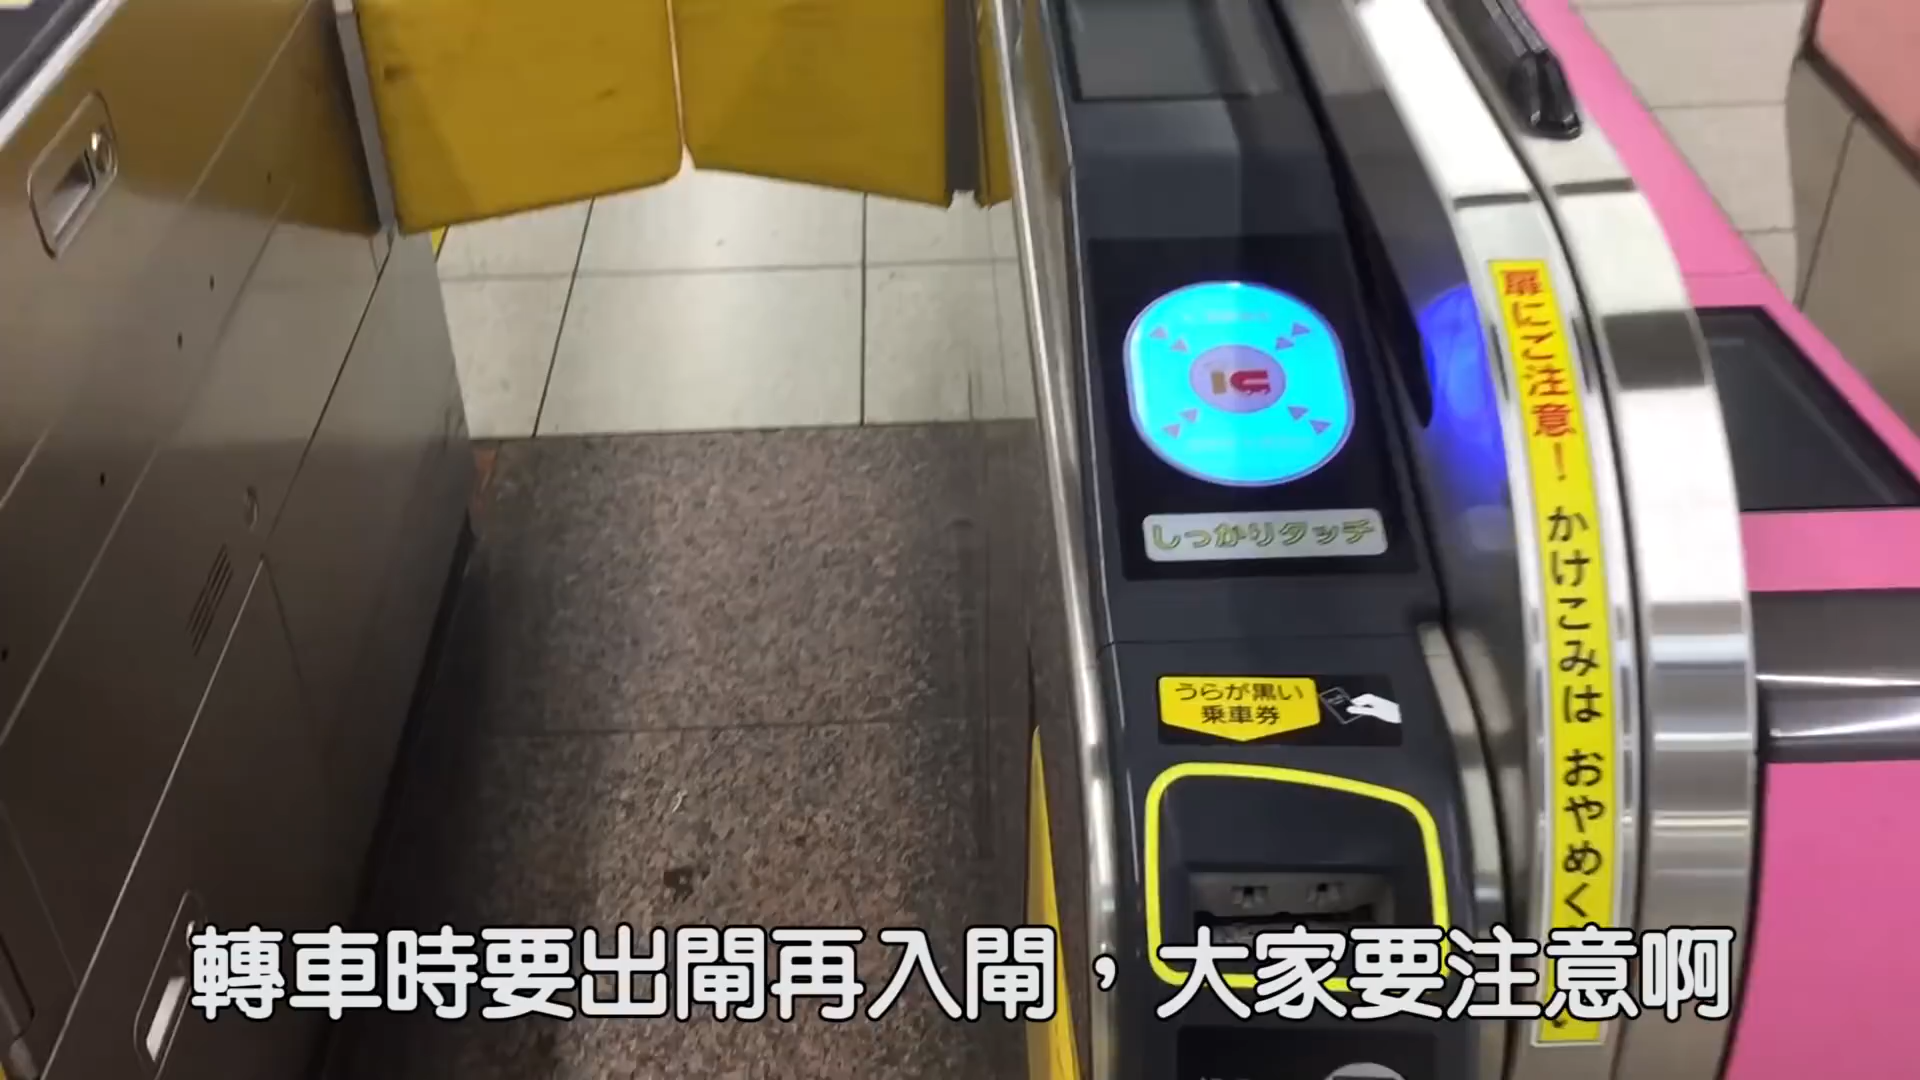 IC
しっかりタッチ
うらが黒い
乗車券
扉にご注意！ かけこみは おやめく
轉車時要出閘再入閘，大家要注意啊